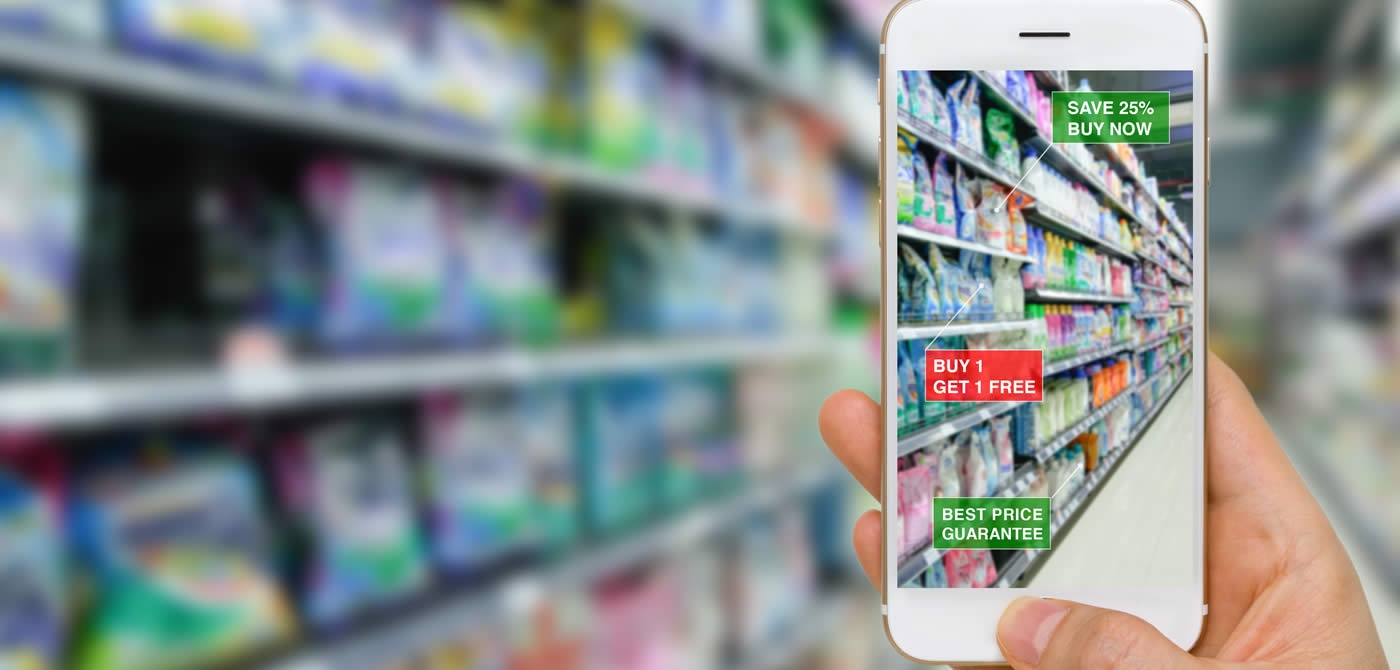 SAVE 25%
BUY NOW
BUY 1
GET 1 FREE
BEST PRICE
GUARANTEE